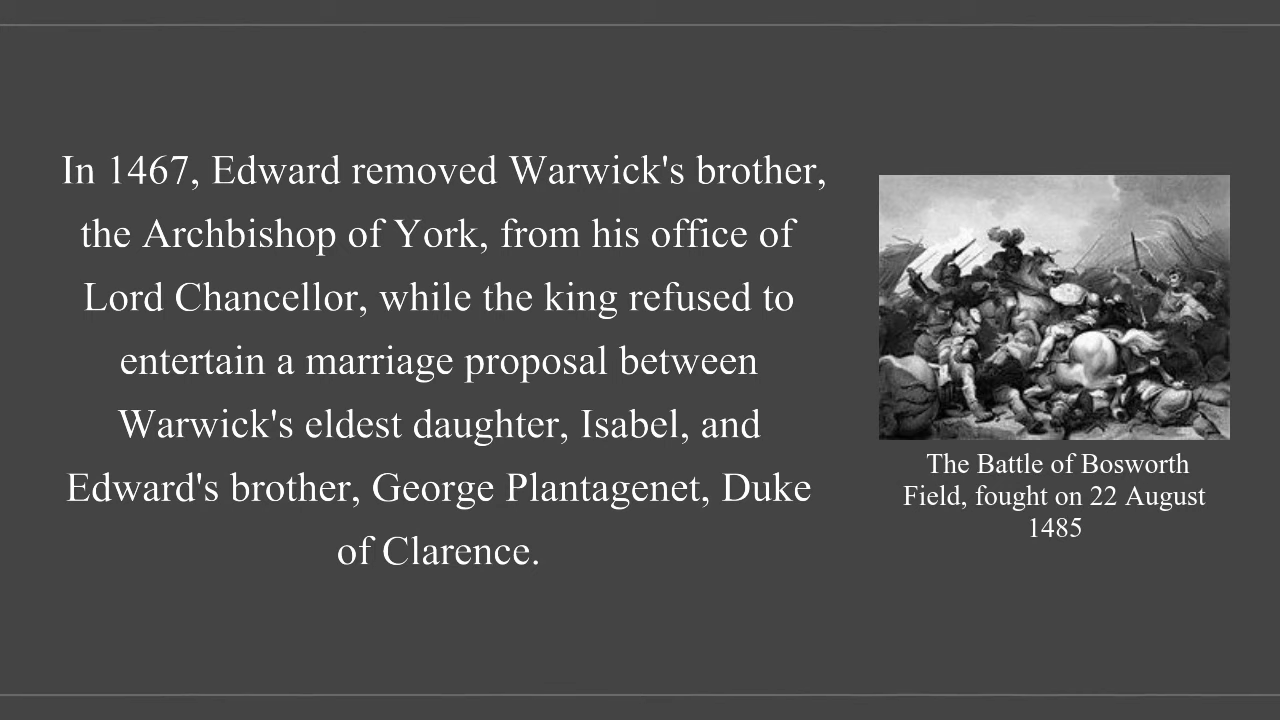 In 1467, Edward removed Warwick's brother,
the Archbishop of York, from his office of
Lord Chancellor, while the king refused to
entertain a marriage proposal between
Warwick's eldest daughter, Isabel, and
Edward's brother, George Plantagenet, Duke
of Clarence.
The Battle of Bosworth
Field, fought on 22 August
1485